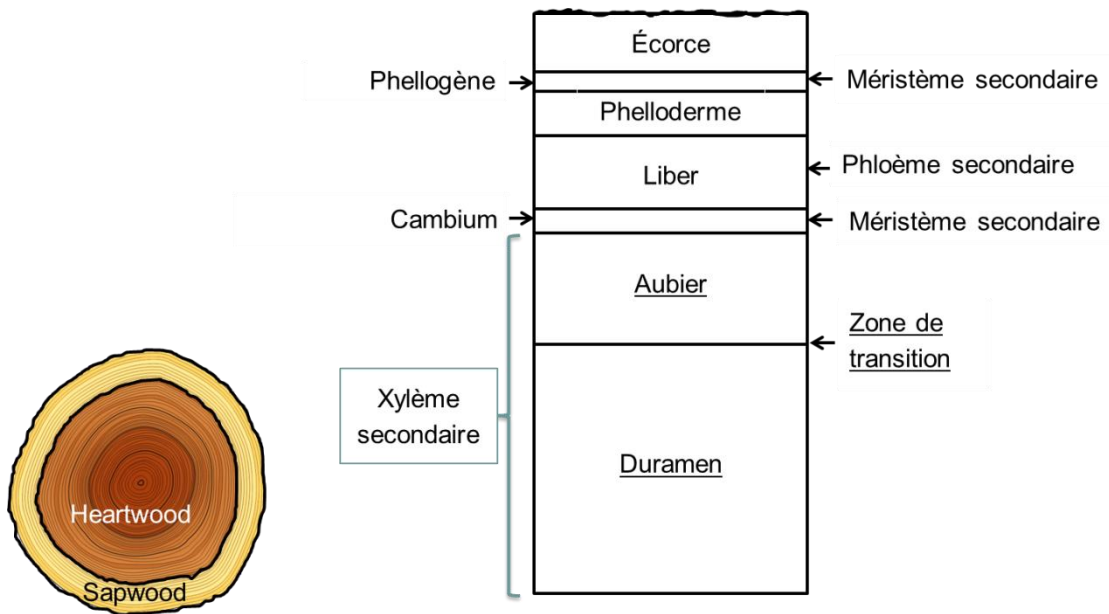 Écorce
Phellogène
Méristème secondaire
Phelloderme
Liber
Phloème secondaire
Cambium
Méristème secondaire
Aubier
Zone de
transition
Xylème
secondaire
Duramen
Heartwood
Sapwood